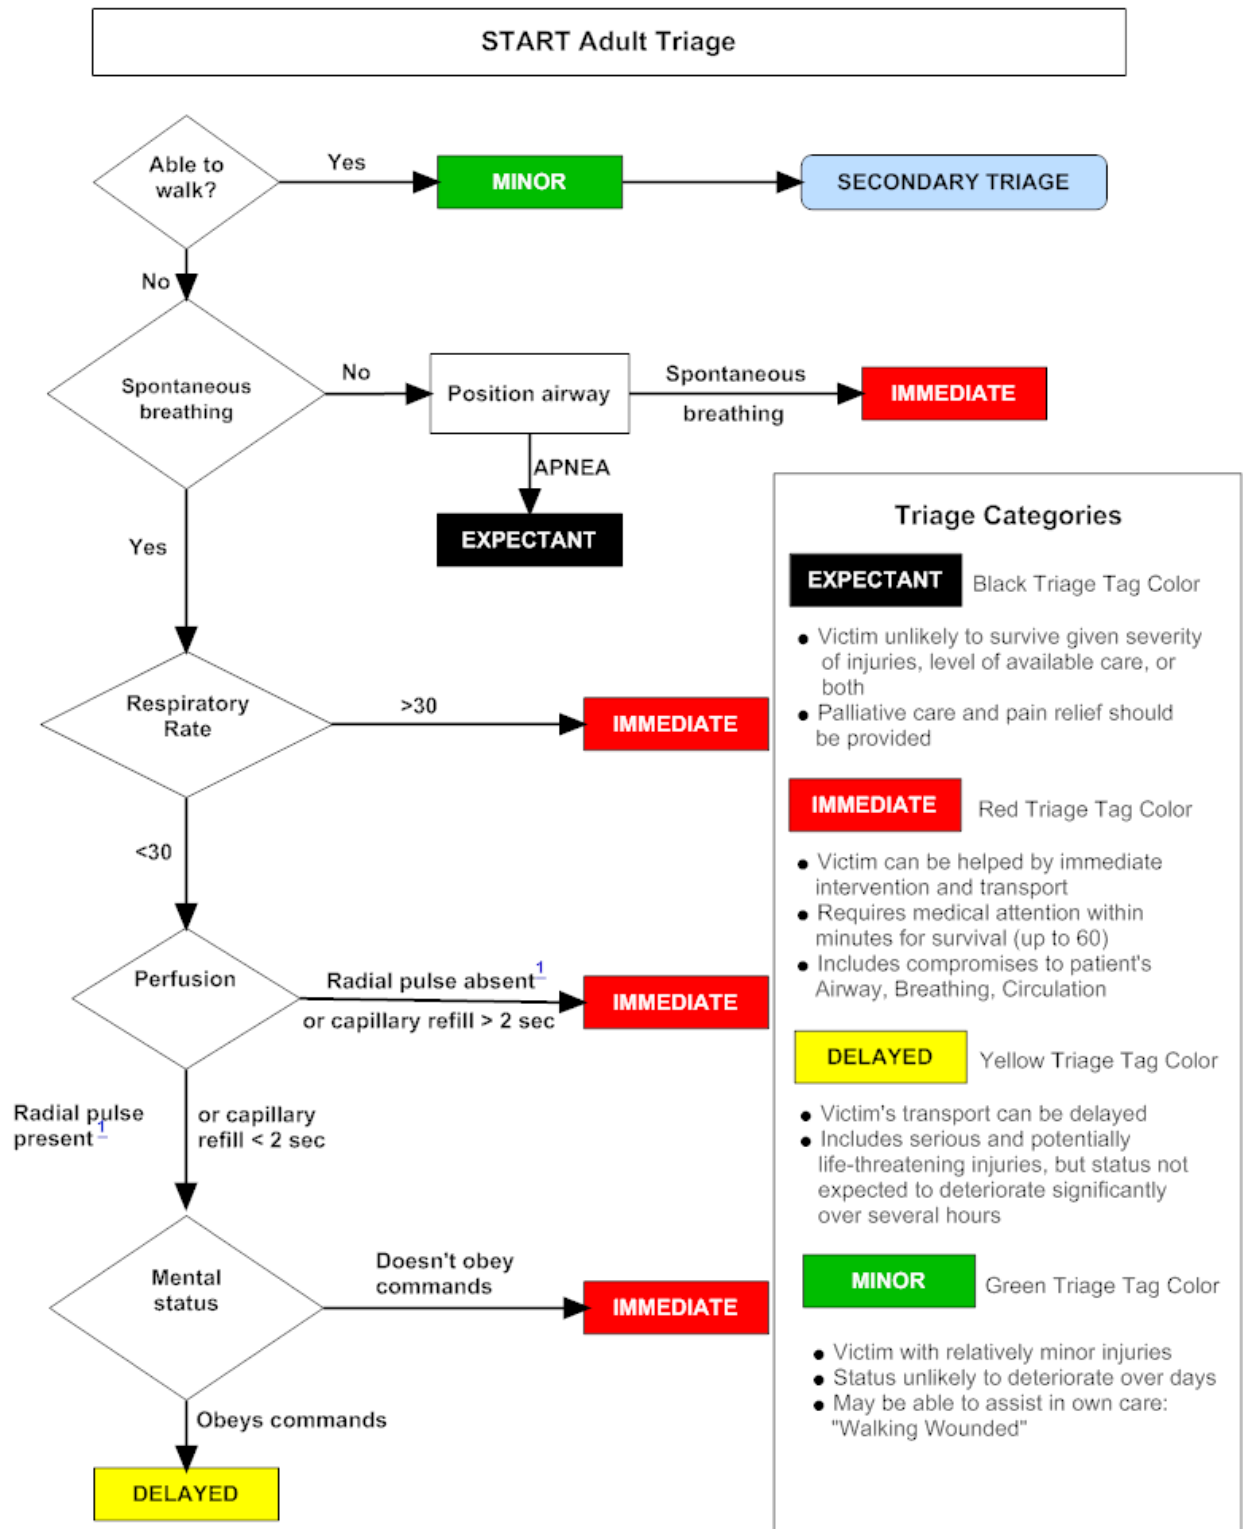 START Adult Triage
Able to
walk?
Yes
MINOR
SECONDARY TRIAGE
No
Spontaneous
breathing
No
Position airway
Spontaneous
breathing
IMMEDIATE
APNEA
EXPECTANT
Yes
Respiratory
Rate
>30
IMMEDIATE
<30
Perfusion
Radial pulse absent 1
or capillary refill > 2 sec
IMMEDIATE
Radial pulse
present 1
or capillary
refill < 2 sec
Mental
status
Doesn't obey
commands
IMMEDIATE
Obeys commands
DELAYED
Triage Categories
EXPECTANT Black Triage Tag Color
● Victim unlikely to survive given severity
of injuries, level of available care, or
both
● Palliative care and pain relief should
be provided
IMMEDIATE Red Triage Tag Color
● Victim can be helped by immediate
intervention and transport
● Requires medical attention within
minutes for survival (up to 60)
● Includes compromises to patient's
Airway, Breathing, Circulation
DELAYED Yellow Triage Tag Color
● Victim's transport can be delayed
● Includes serious and potentially
life-threatening injuries, but status not
expected to deteriorate significantly
over several hours
MINOR Green Triage Tag Color
● Victim with relatively minor injuries
● Status unlikely to deteriorate over days
● May be able to assist in own care:
"Walking Wounded"